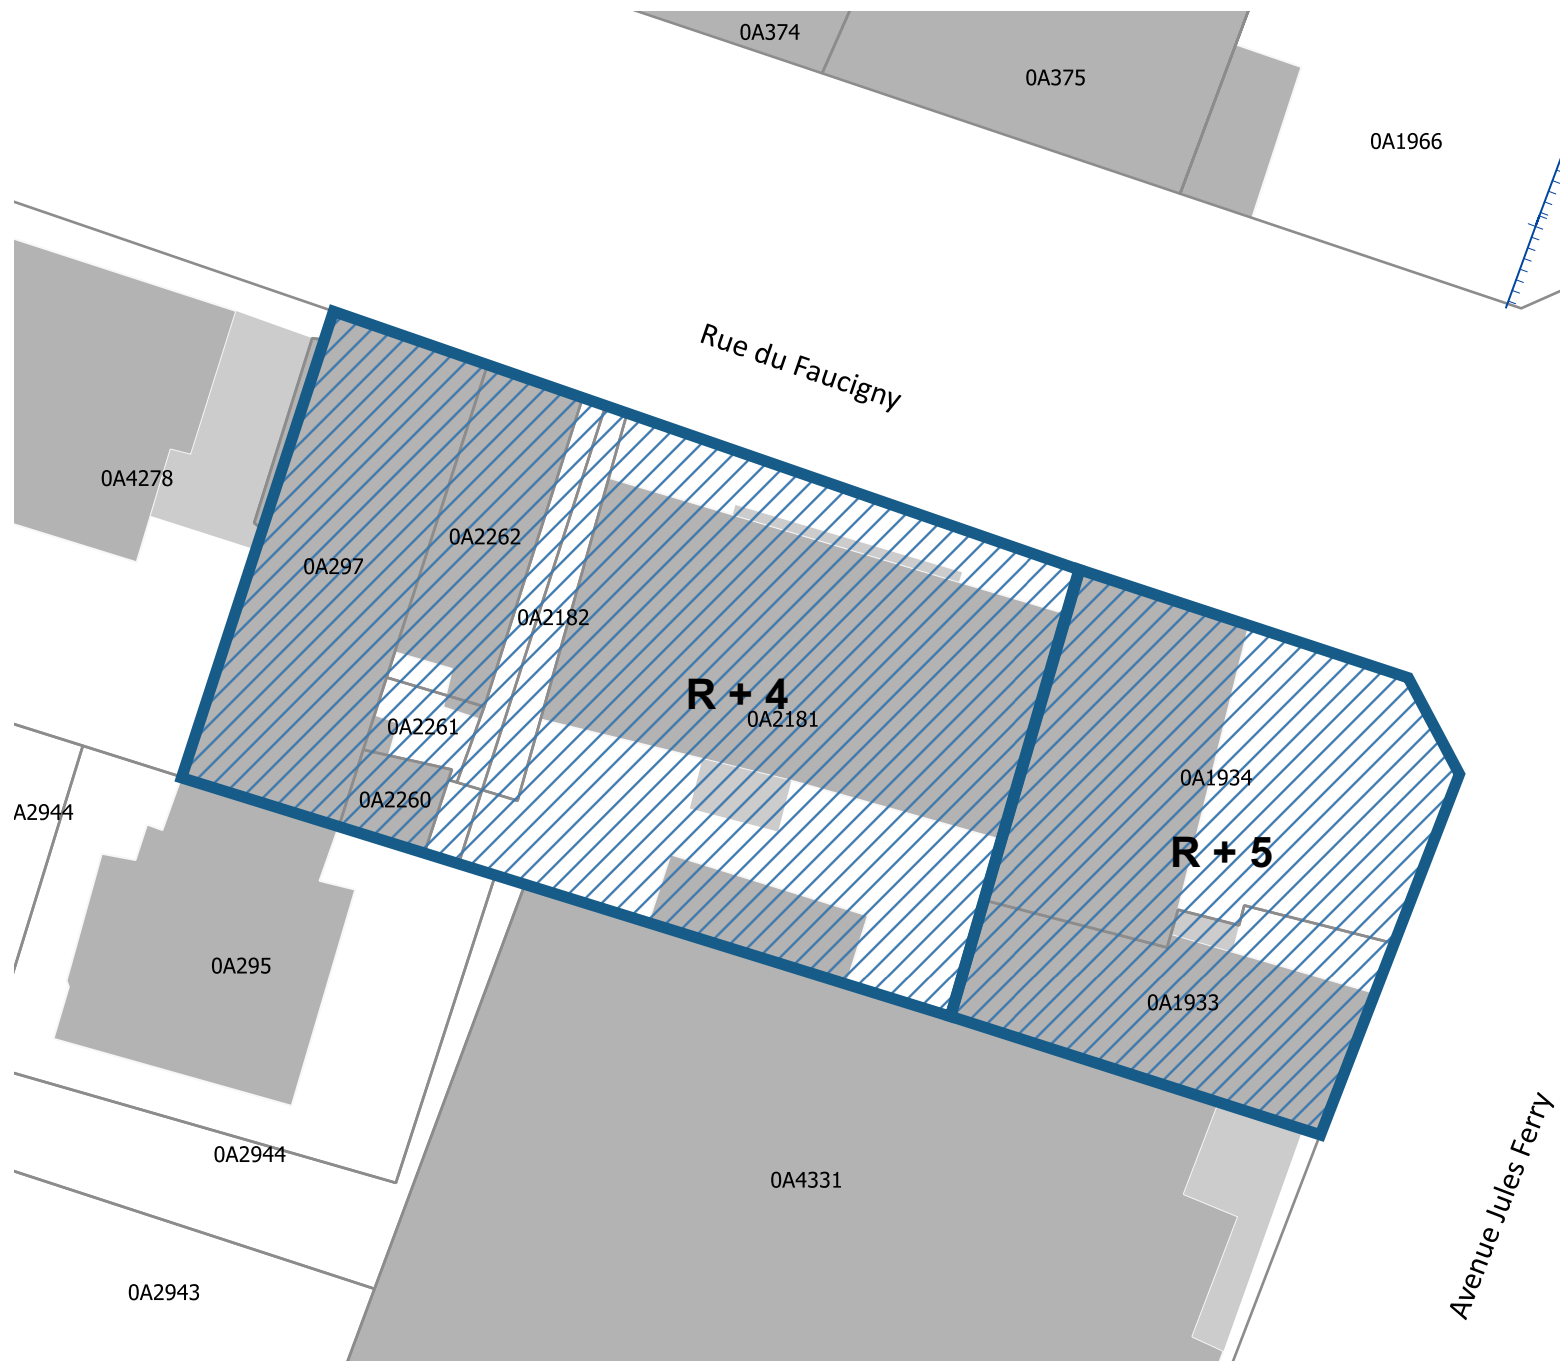 0A374
0A375
0A1966
Rue du Faucigny
0A4278
0A2262
0A297
0A2182
R + 4
0A2181
0A2261
0A1934
0A2260
A2944
R + 5
0A295
0A1933
0A2944
0A4331
Avenue Jules Ferry
0A2943